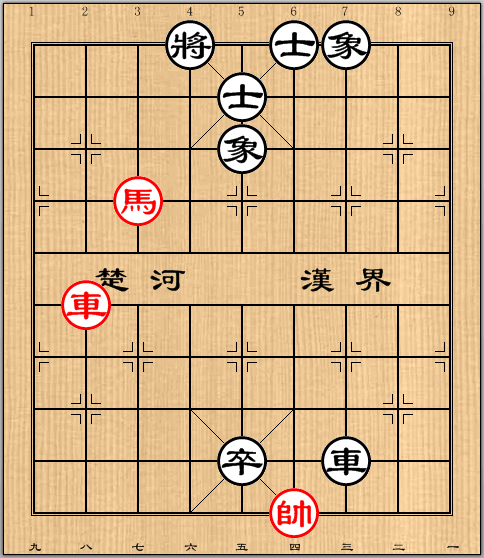 1 2 3 4 5 6 7 8 9
將 士 象
士
象
馬
楚 河 漢 界
車
卒 車
帥
九 八 七 六 五 四 三 二 一